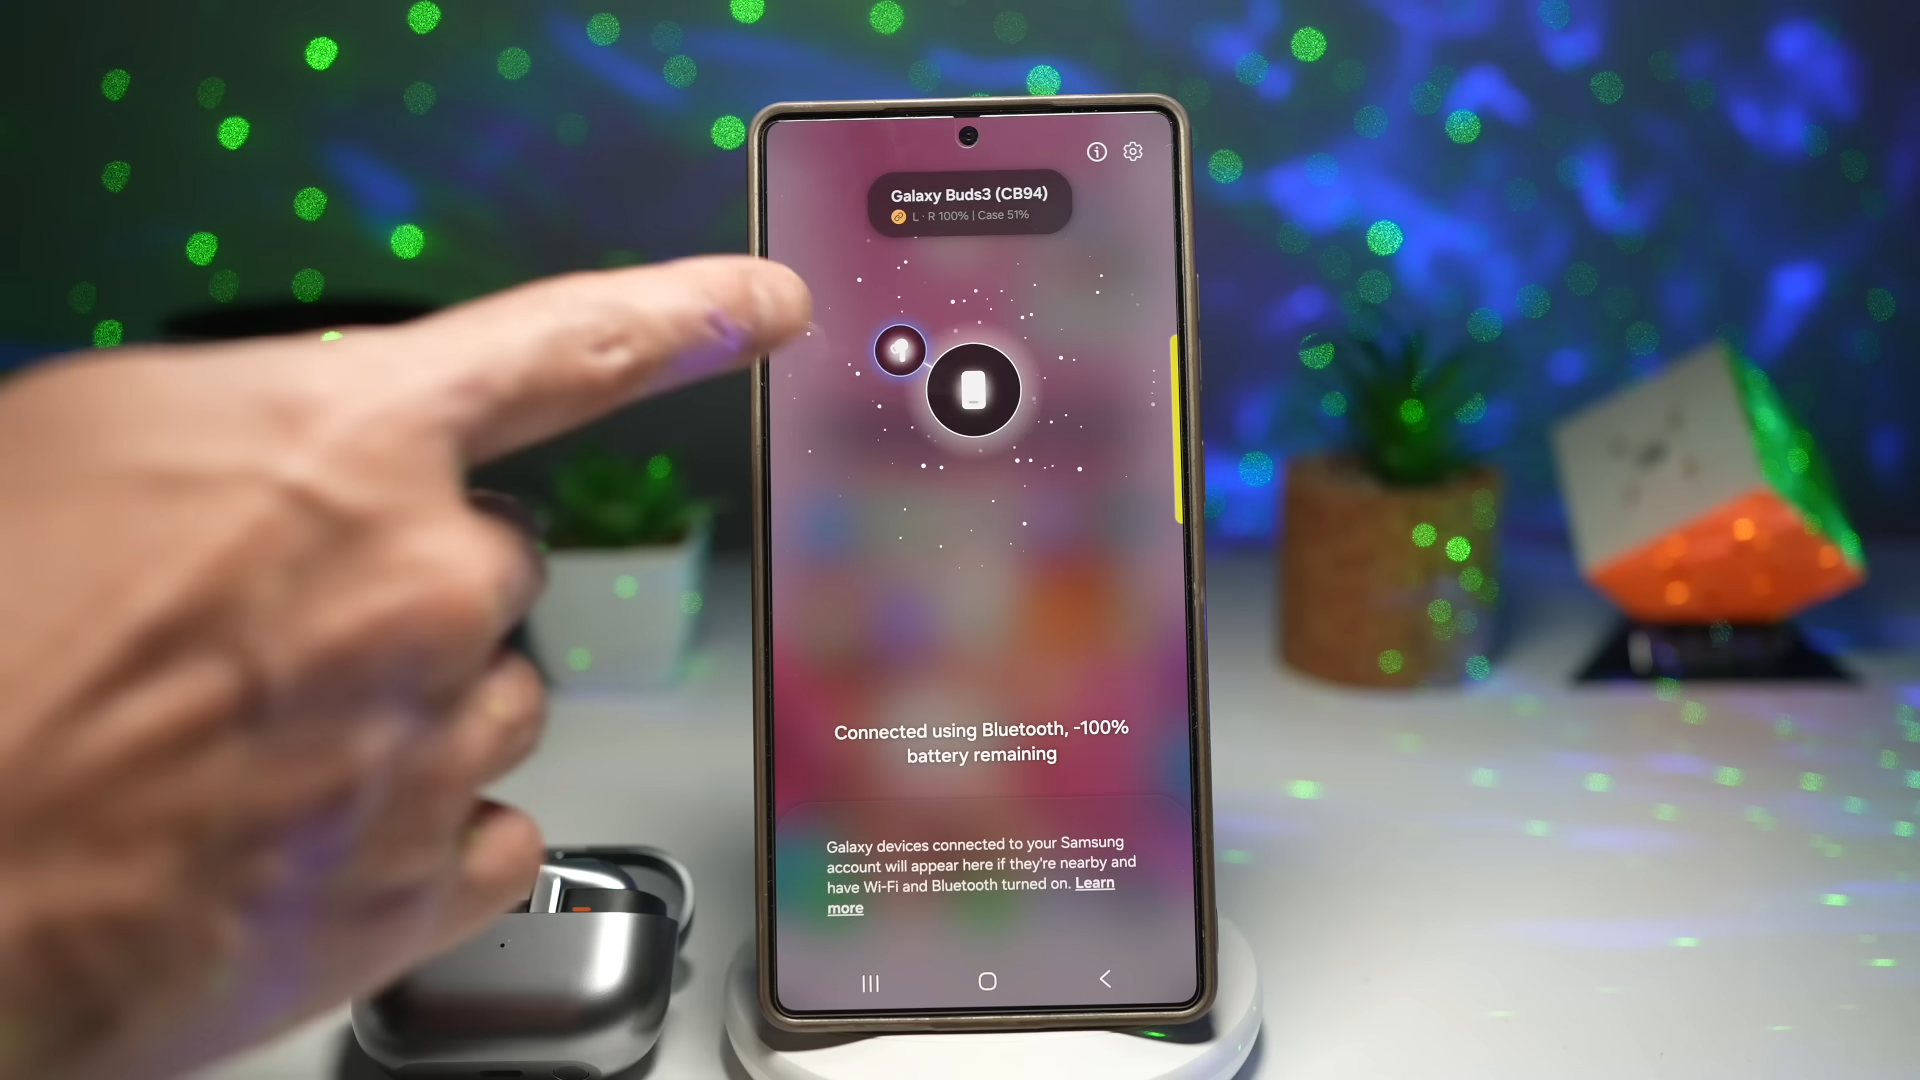 Galaxy Buds3 (CB94)
L · R 100% | Case 51%
Connected using Bluetooth, -100%
battery remaining
Galaxy devices connected to your Samsung
account will appear here if they're nearby and
have Wi-Fi and Bluetooth turned on. Learn
more